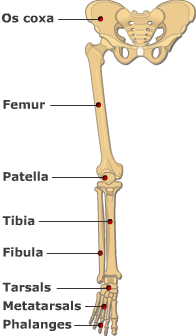 Os coxa
Femur
Patella
Tibia
Fibula
Tarsals
Metatarsals
Phalanges